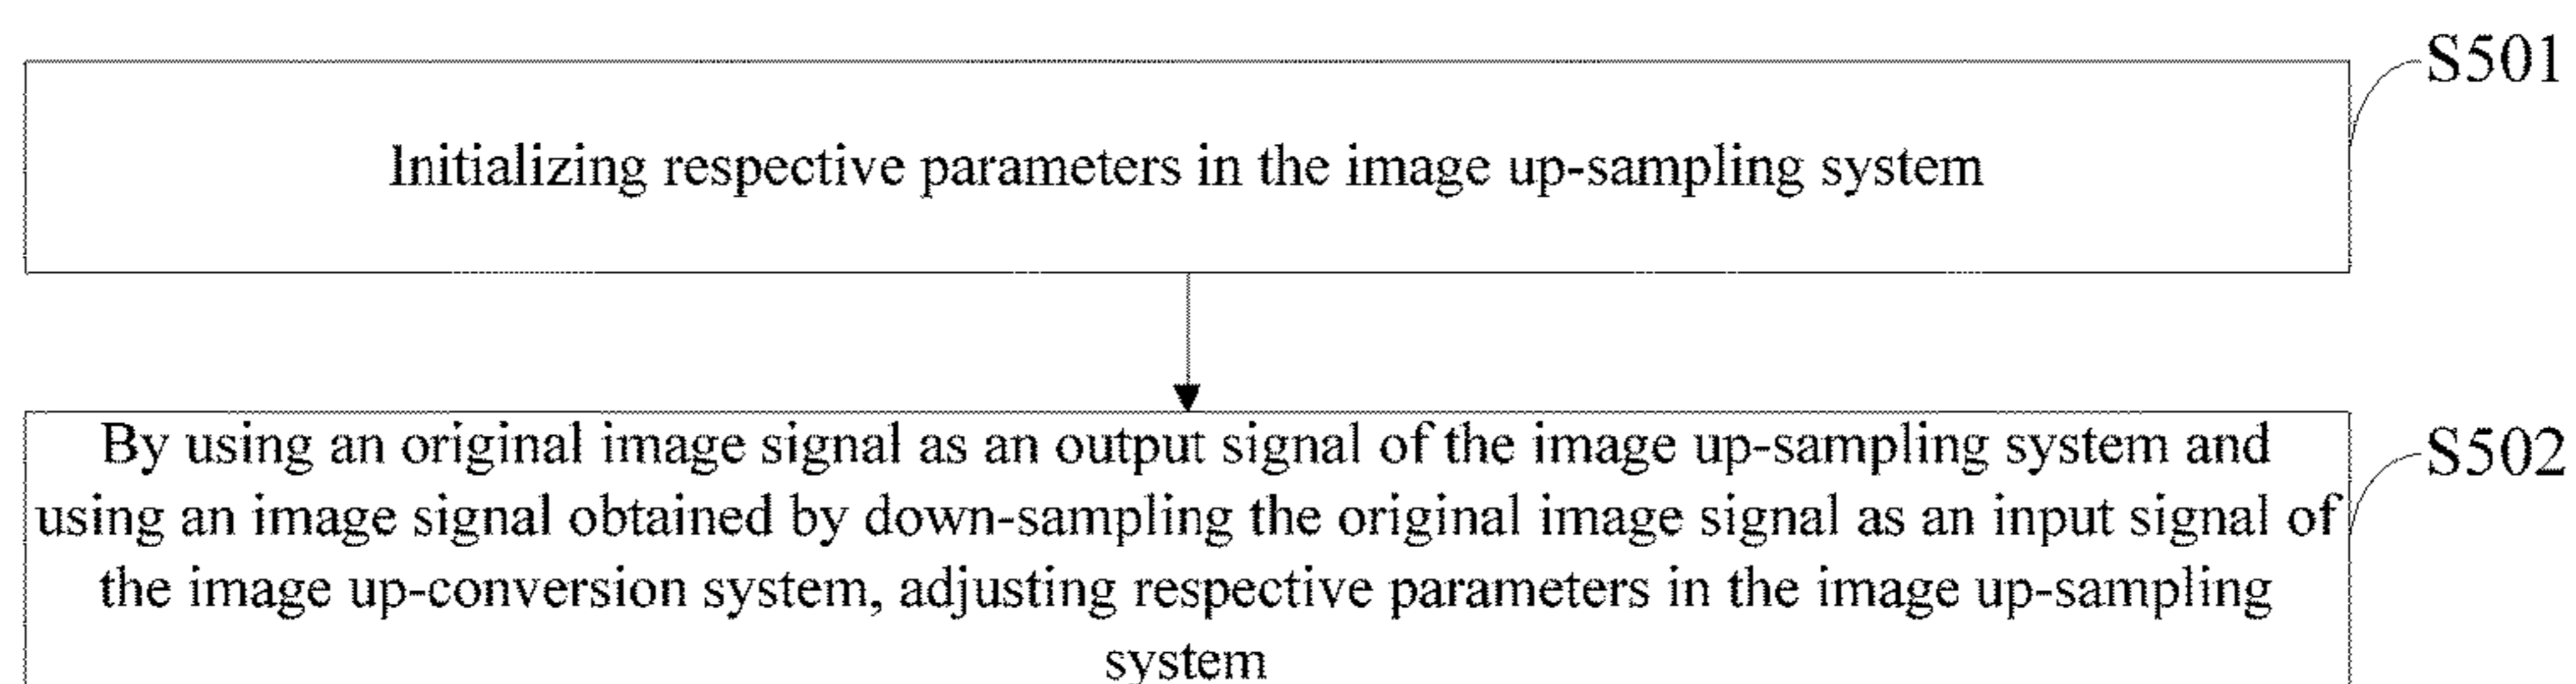 S501
Initializing respective parameters in the image up-sampling system
By using an original image signal as an output signal of the image up-sampling system and
S502
using an image signal obtained by down-sampling the original image signal as an input signal of
the image up-conversion system, adjusting respective parameters in the image up-sampling
system